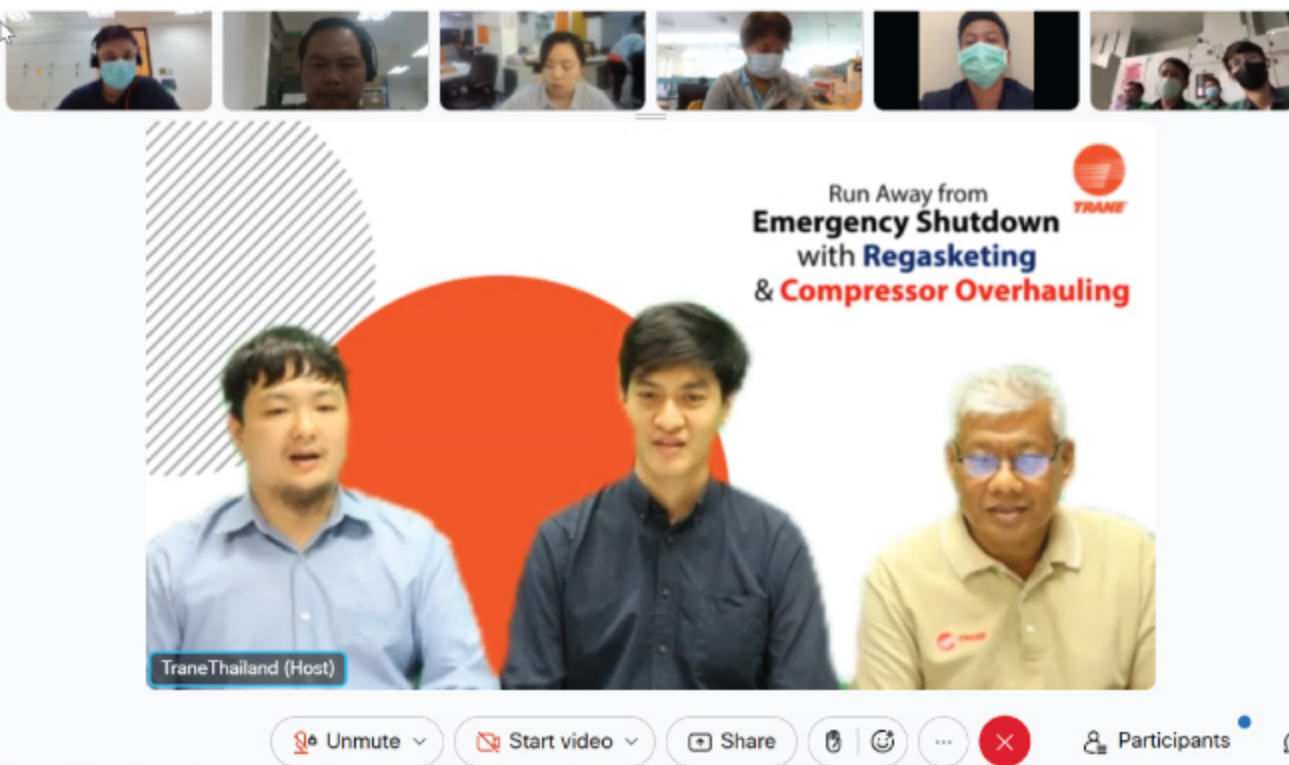 Run Away from
Emergency Shutdown
with Regasketing
& Compressor Overhauling
TRANE
TraneThailand (Host)
Unmute
Start video
Share
Participants